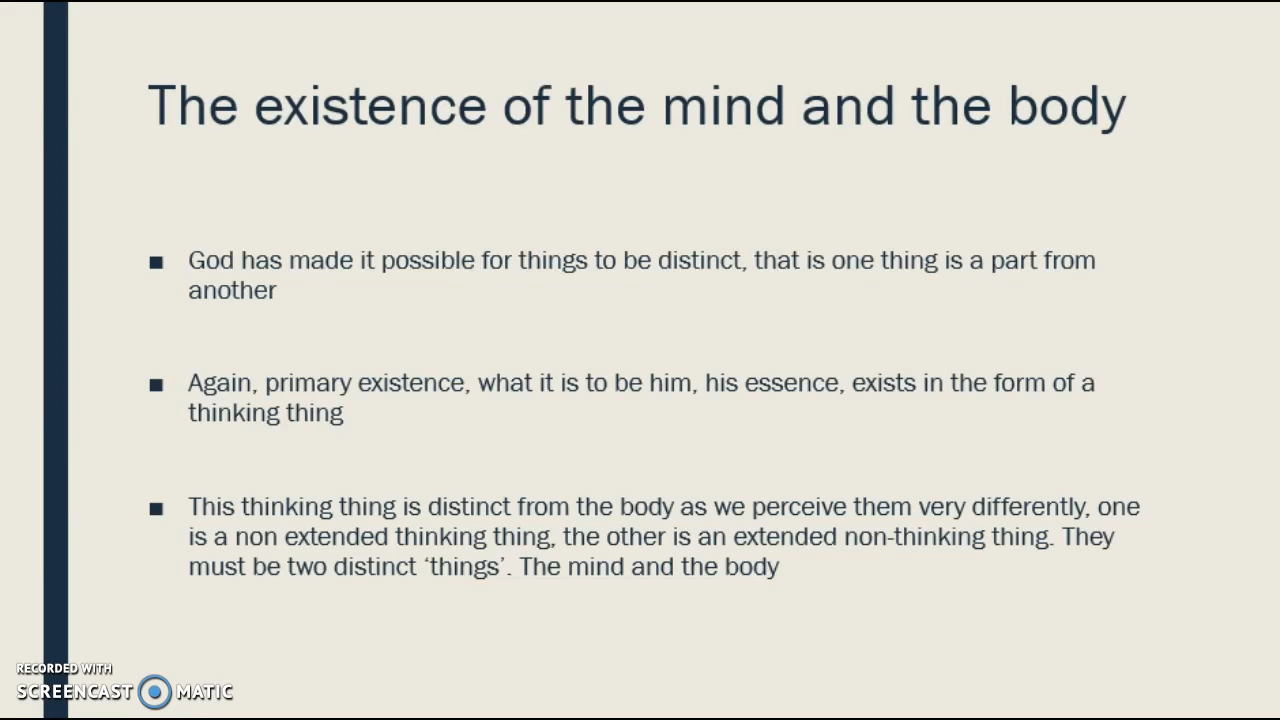 The existence of the mind and the body
■ God has made it possible for things to be distinct, that is one thing is a part from
another
■ Again, primary existence, what it is to be him, his essence, exists in the form of a
thinking thing
■ This thinking thing is distinct from the body as we perceive them very differently, one
is a non extended thinking thing, the other is an extended non-thinking thing. They
must be two distinct ‘things’. The mind and the body
RECORDED WITH
SCREENCAST MATIC